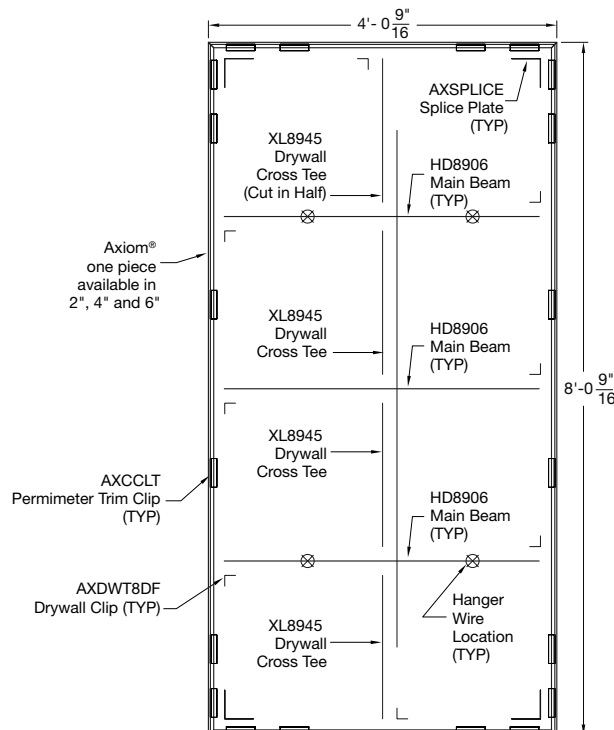 4'- 0 9"
16
AXSPLICE
Splice Plate
(TYP)
XL8945
Drywall
Cross Tee
(Cut in Half)
HD8906
Main Beam
(TYP)
Axiom®
one piece
available in
2", 4" and 6"
XL8945
Drywall
Cross Tee
HD8906
Main Beam
(TYP)
8'-0 9"
16
XL8945
Drywall
Cross Tee
AXCCLT
Permimeter Trim Clip
(TYP)
HD8906
Main Beam
(TYP)
AXDWT8DF
Drywall Clip (TYP)
XL8945
Drywall
Cross Tee
Hanger
Wire
Location
(TYP)